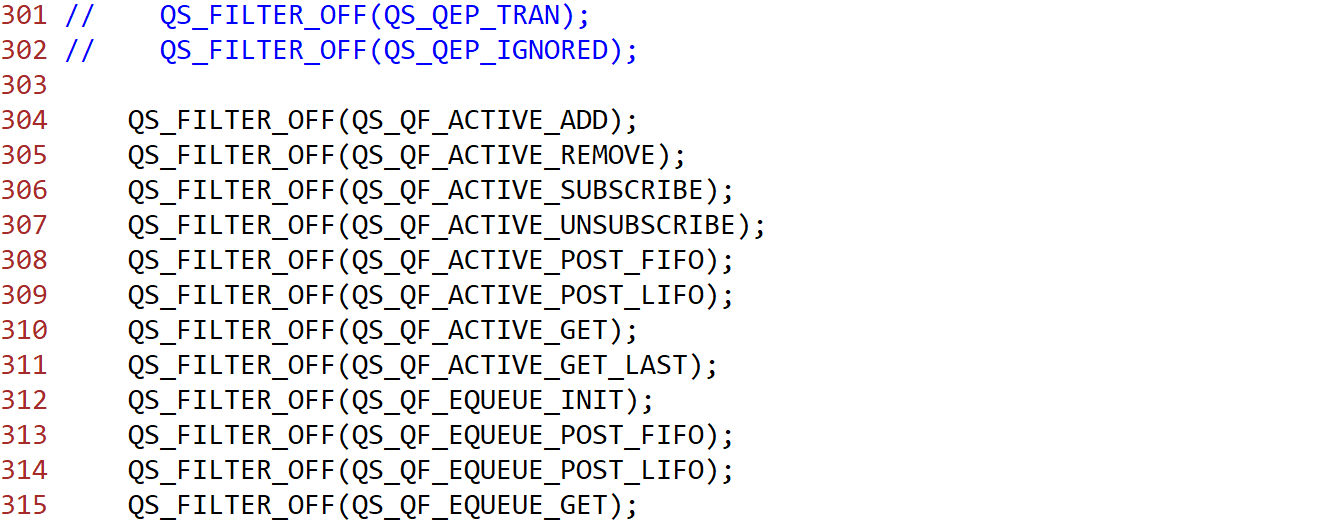 301 //    QS_FILTER_OFF(QS_QEP_TRAN);
302 //    QS_FILTER_OFF(QS_QEP_IGNORED);
303
304     QS_FILTER_OFF(QS_QF_ACTIVE_ADD);
305     QS_FILTER_OFF(QS_QF_ACTIVE_REMOVE);
306     QS_FILTER_OFF(QS_QF_ACTIVE_SUBSCRIBE);
307     QS_FILTER_OFF(QS_QF_ACTIVE_UNSUBSCRIBE);
308     QS_FILTER_OFF(QS_QF_ACTIVE_POST_FIFO);
309     QS_FILTER_OFF(QS_QF_ACTIVE_POST_LIFO);
310     QS_FILTER_OFF(QS_QF_ACTIVE_GET);
311     QS_FILTER_OFF(QS_QF_ACTIVE_GET_LAST);
312     QS_FILTER_OFF(QS_QF_EQUEUE_INIT);
313     QS_FILTER_OFF(QS_QF_EQUEUE_POST_FIFO);
314     QS_FILTER_OFF(QS_QF_EQUEUE_POST_LIFO);
315     QS_FILTER_OFF(QS_QF_EQUEUE_GET);